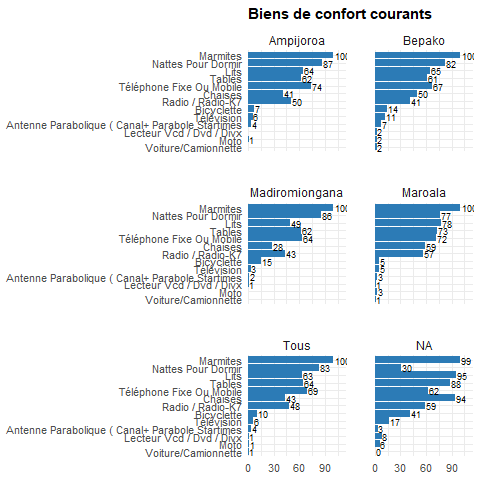 Biens de confort courants
Ampijoroa Bepako
Marmites 100 100
Nattes Pour Dormir 87 82
Lits 64 65
Tables 62 61
Téléphone Fixe Ou Mobile 74 67
Chaises 41 50
Radio / Radio-K7 50 41
Bicyclette 7 14
Télévision 6 11
Antenne Parabolique ( Canal+ Parabole Startimes 4 7
Lecteur Vcd / Dvd / Divx 2
Moto 1 2
Voiture/Camionnette 2
Madiromiongana Maroala
Marmites 100 100
Nattes Pour Dormir 86 77
Lits 49 78
Tables 62 73
Téléphone Fixe Ou Mobile 64 72
Chaises 28 59
Radio / Radio-K7 43 57
Bicyclette 15 5
Télévision 3 5
Antenne Parabolique ( Canal+ Parabole Startimes 2 3
Lecteur Vcd / Dvd / Divx 1 1
Moto 3
Voiture/Camionnette 1
Tous NA
Marmites 100 99
Nattes Pour Dormir 83 30
Lits 63 95
Tables 64 88
Téléphone Fixe Ou Mobile 69 62
Chaises 43 94
Radio / Radio-K7 48 59
Bicyclette 10 41
Télévision 6 17
Antenne Parabolique ( Canal+ Parabole Startimes 4 3
Lecteur Vcd / Dvd / Divx 1 8
Moto 1 6
Voiture/Camionnette 1 0
0 30 60 90 0 30 60 90